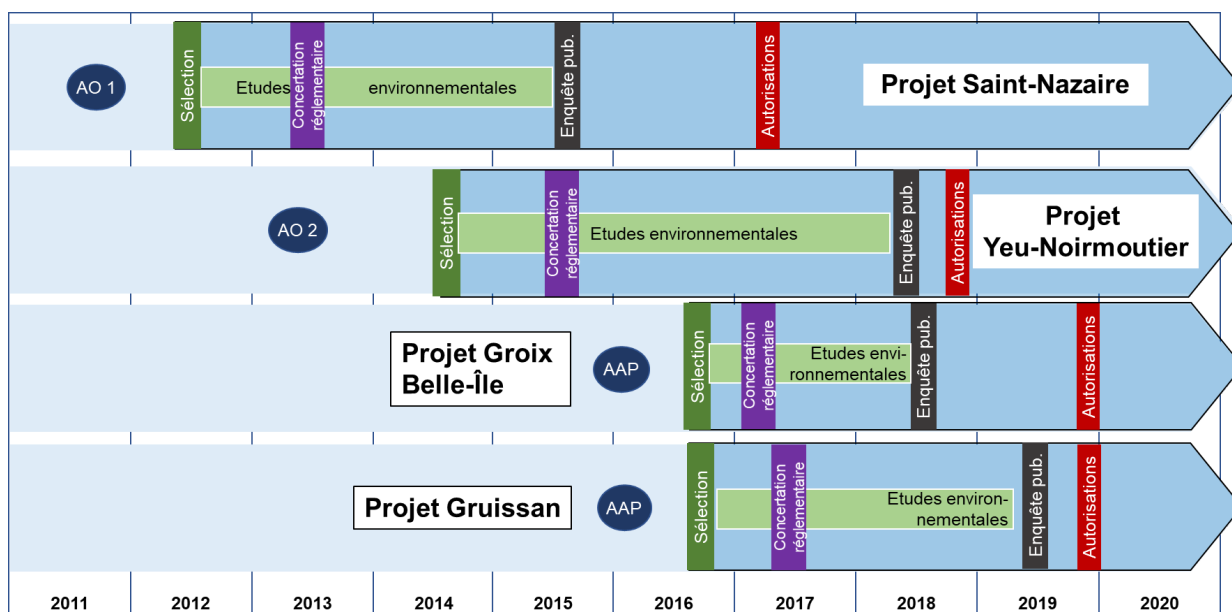 AO 1
Sélection
Etudes environnementales
Concertation
réglementaire
Enquête pub.
Autorisations
Projet Saint-Nazaire
AO 2
Sélection
Concertation
réglementaire
Etudes environnementales
Enquête pub.
Autorisations
Projet
Yeu-Noirmoutier
Projet Groix
Belle-Île
AAP
Sélection
Concertation
réglementaire
Etudes envi-
ronnementales
Enquête pub.
Autorisations
Projet Gruissan
AAP
Sélection
Concertation
réglementaire
Etudes environ-
nementales
Enquête pub.
Autorisations
2011 2012 2013 2014 2015 2016 2017 2018 2019 2020